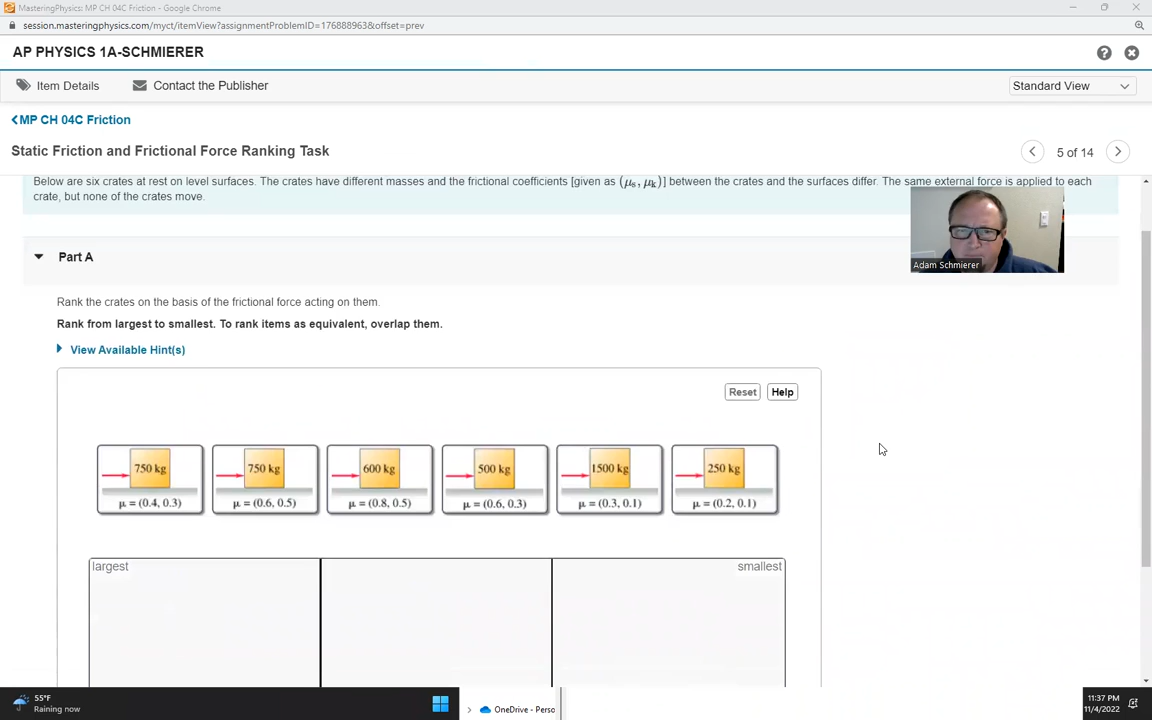 MasteringPhysics: MP CH 04C Friction - Google Chrome
session.masteringphysics.com/myct/itemView?assignmentProblemID=176888963&offset=prev
AP PHYSICS 1A-SCHMIERER
Item Details Contact the Publisher Standard View
MP CH 04C Friction
Static Friction and Frictional Force Ranking Task 5 of 14
Below are six crates at rest on level surfaces. The crates have different masses and the frictional coefficients [given as (μs, μk)] between the crates and the surfaces differ. The same external force is applied to each
crate, but none of the crates move.
Adam Schmierer
Part A
Rank the crates on the basis of the frictional force acting on them.
Rank from largest to smallest. To rank items as equivalent, overlap them.
View Available Hint(s)
Reset Help
750 kg 750 kg 600 kg 500 kg 1500 kg 250 kg
μ = (0.4, 0.3) μ = (0.6, 0.5) μ = (0.8, 0.5) μ = (0.6, 0.3) μ = (0.3, 0.1) μ = (0.2, 0.1)
largest smallest
55°F
Raining now
OneDrive - Perso
11:37 PM
11/4/2022